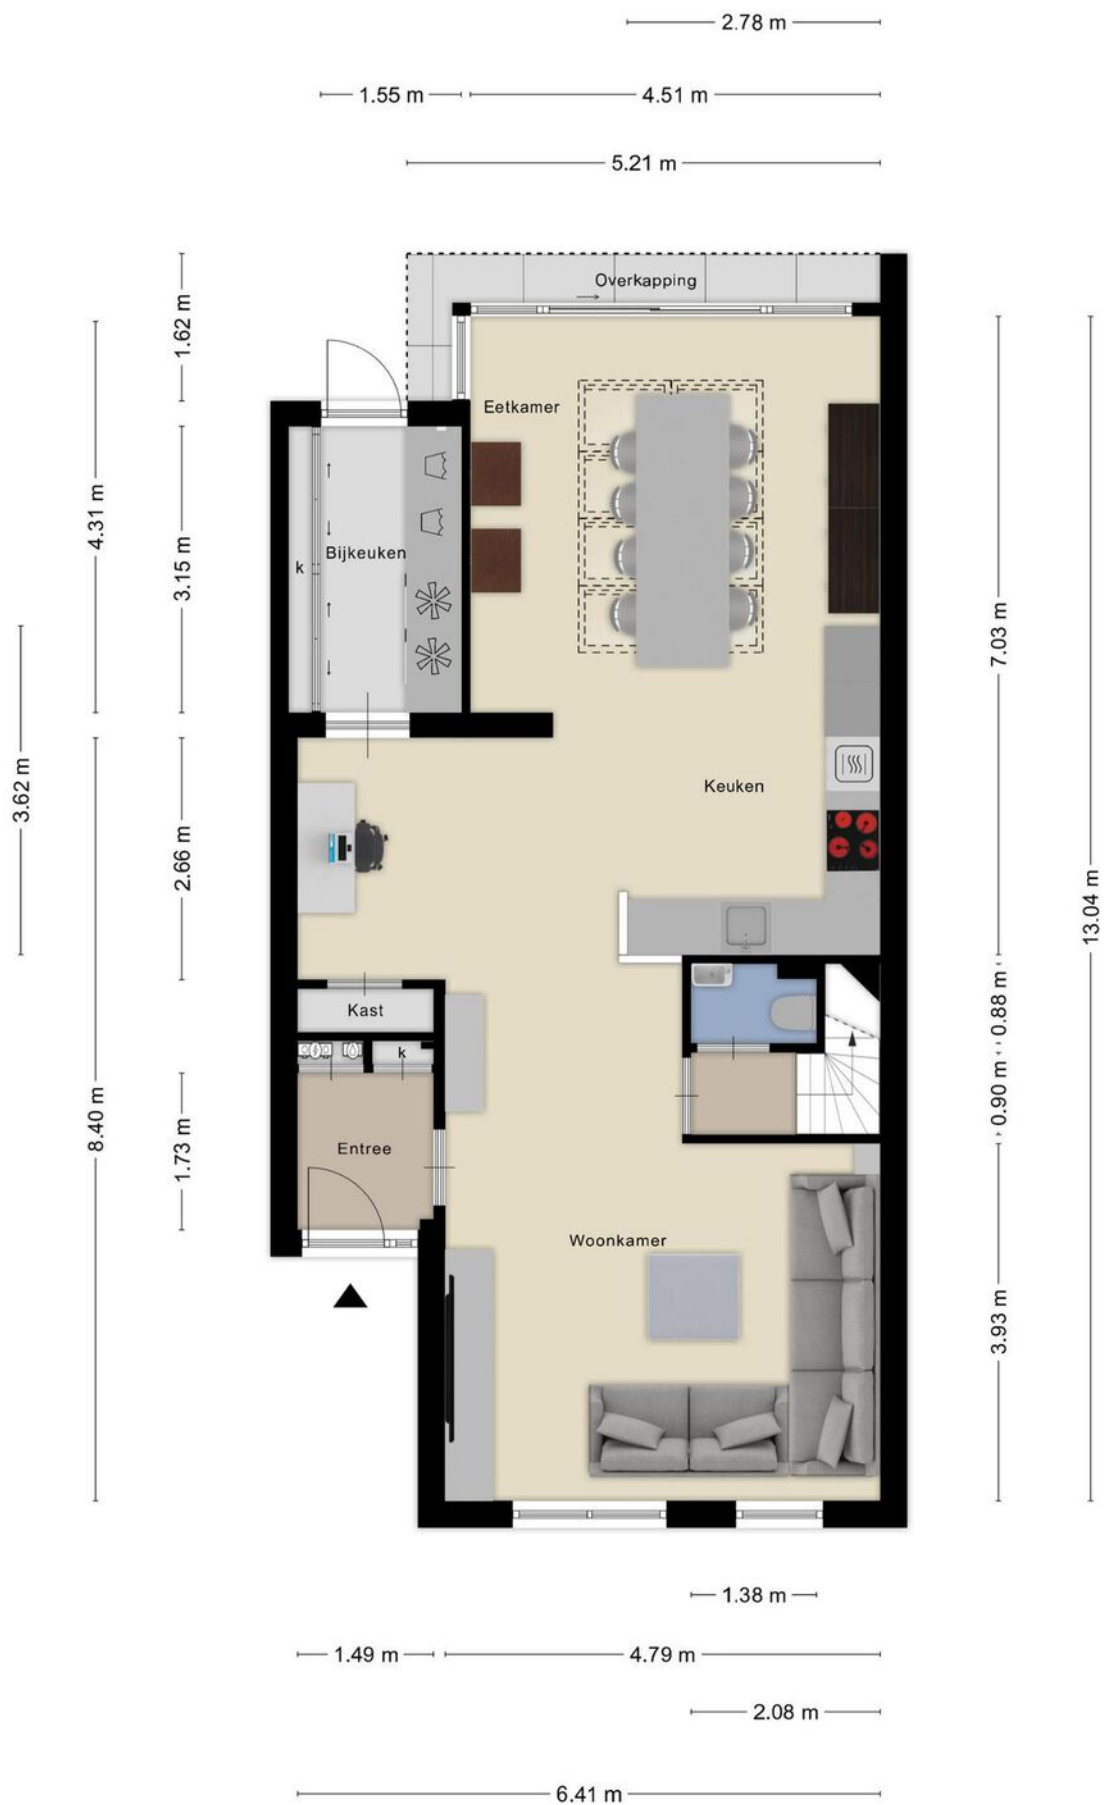 2.78 m
1.55 m
4.51 m
5.21 m
Overkapping
1.62 m
Eetkamer
4.31 m
3.15 m
Bijkeuken
k
7.03 m
3.62 m
Keuken
2.66 m
13.04 m
Kast
0.88 m
k
0.90 m
8.40 m
Entree
1.73 m
Woonkamer
3.93 m
1.38 m
1.49 m
4.79 m
2.08 m
6.41 m